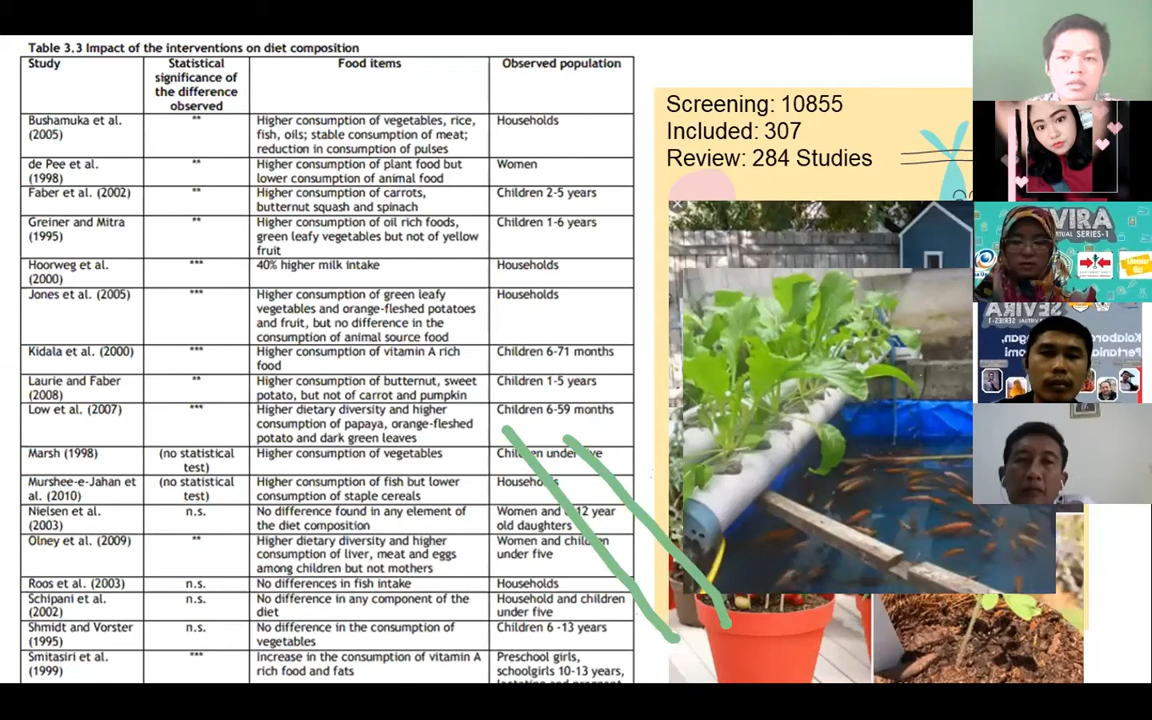 Table 3.3 Impact of the interventions on diet composition
Study
Statistical
significance of
the difference
observed
Food items
Observed population
Bushamuka et al.
(2005)
**
Higher consumption of vegetables, rice,
fish, oils; stable consumption of meat;
reduction in consumption of pulses
Households
de Pee et al.
(1998)
**
Higher consumption of plant food but
lower consumption of animal food
Women
Faber et al. (2002)
**
Higher consumption of carrots,
butternut squash and spinach
Children 2-5 years
Greiner and Mitra
(1995)
**
Higher consumption of oil rich foods,
green leafy vegetables but not of yellow
fruit
Children 1-6 years
Hoorweg et al.
(2000)
***
40% higher milk intake
Households
Jones et al. (2005)
***
Higher consumption of green leafy
vegetables and orange-fleshed potatoes
and fruit, but no difference in the
consumption of animal source food
Households
Kidala et al. (2000)
***
Higher consumption of vitamin A rich
food
Children 6-71 months
Laurie and Faber
(2008)
**
Higher consumption of butternut, sweet
potato, but not of carrot and pumpkin
Children 1-5 years
Low et al. (2007)
***
Higher dietary diversity and higher
consumption of papaya, orange-fleshed
potato and dark green leaves
Children 6-59 months
Marsh (1998)
(no statistical
test)
Higher consumption of vegetables
Children under five
Murshee-e-Jahan et
al. (2010)
(no statistical
test)
Higher consumption of fish but lower
consumption of staple cereals
Households
Nielsen et al.
(2003)
n.s.
No difference found in any element of
the diet composition
Women and 12 year
old daughters
Olney et al. (2009)
**
Higher dietary diversity and higher
consumption of liver, meat and eggs
among children but not mothers
Women and children
under five
Roos et al. (2003)
n.s.
No differences in fish intake
Households
Schipani et al.
(2002)
n.s.
No difference in any component of the
diet
Household and children
under five
Shmidt and Vorster
(1995)
n.s.
No difference in the consumption of
vegetables
Children 6 -13 years
Smitasiri et al.
(1999)
***
Increase in the consumption of vitamin A
rich food and fats
Preschool girls,
schoolgirls 10-13 years,
Screening: 10855
Included: 307
Review: 284 Studies
SEVIRA
VIRTUAL SERIES-1
SEVIRA
SERIES-1